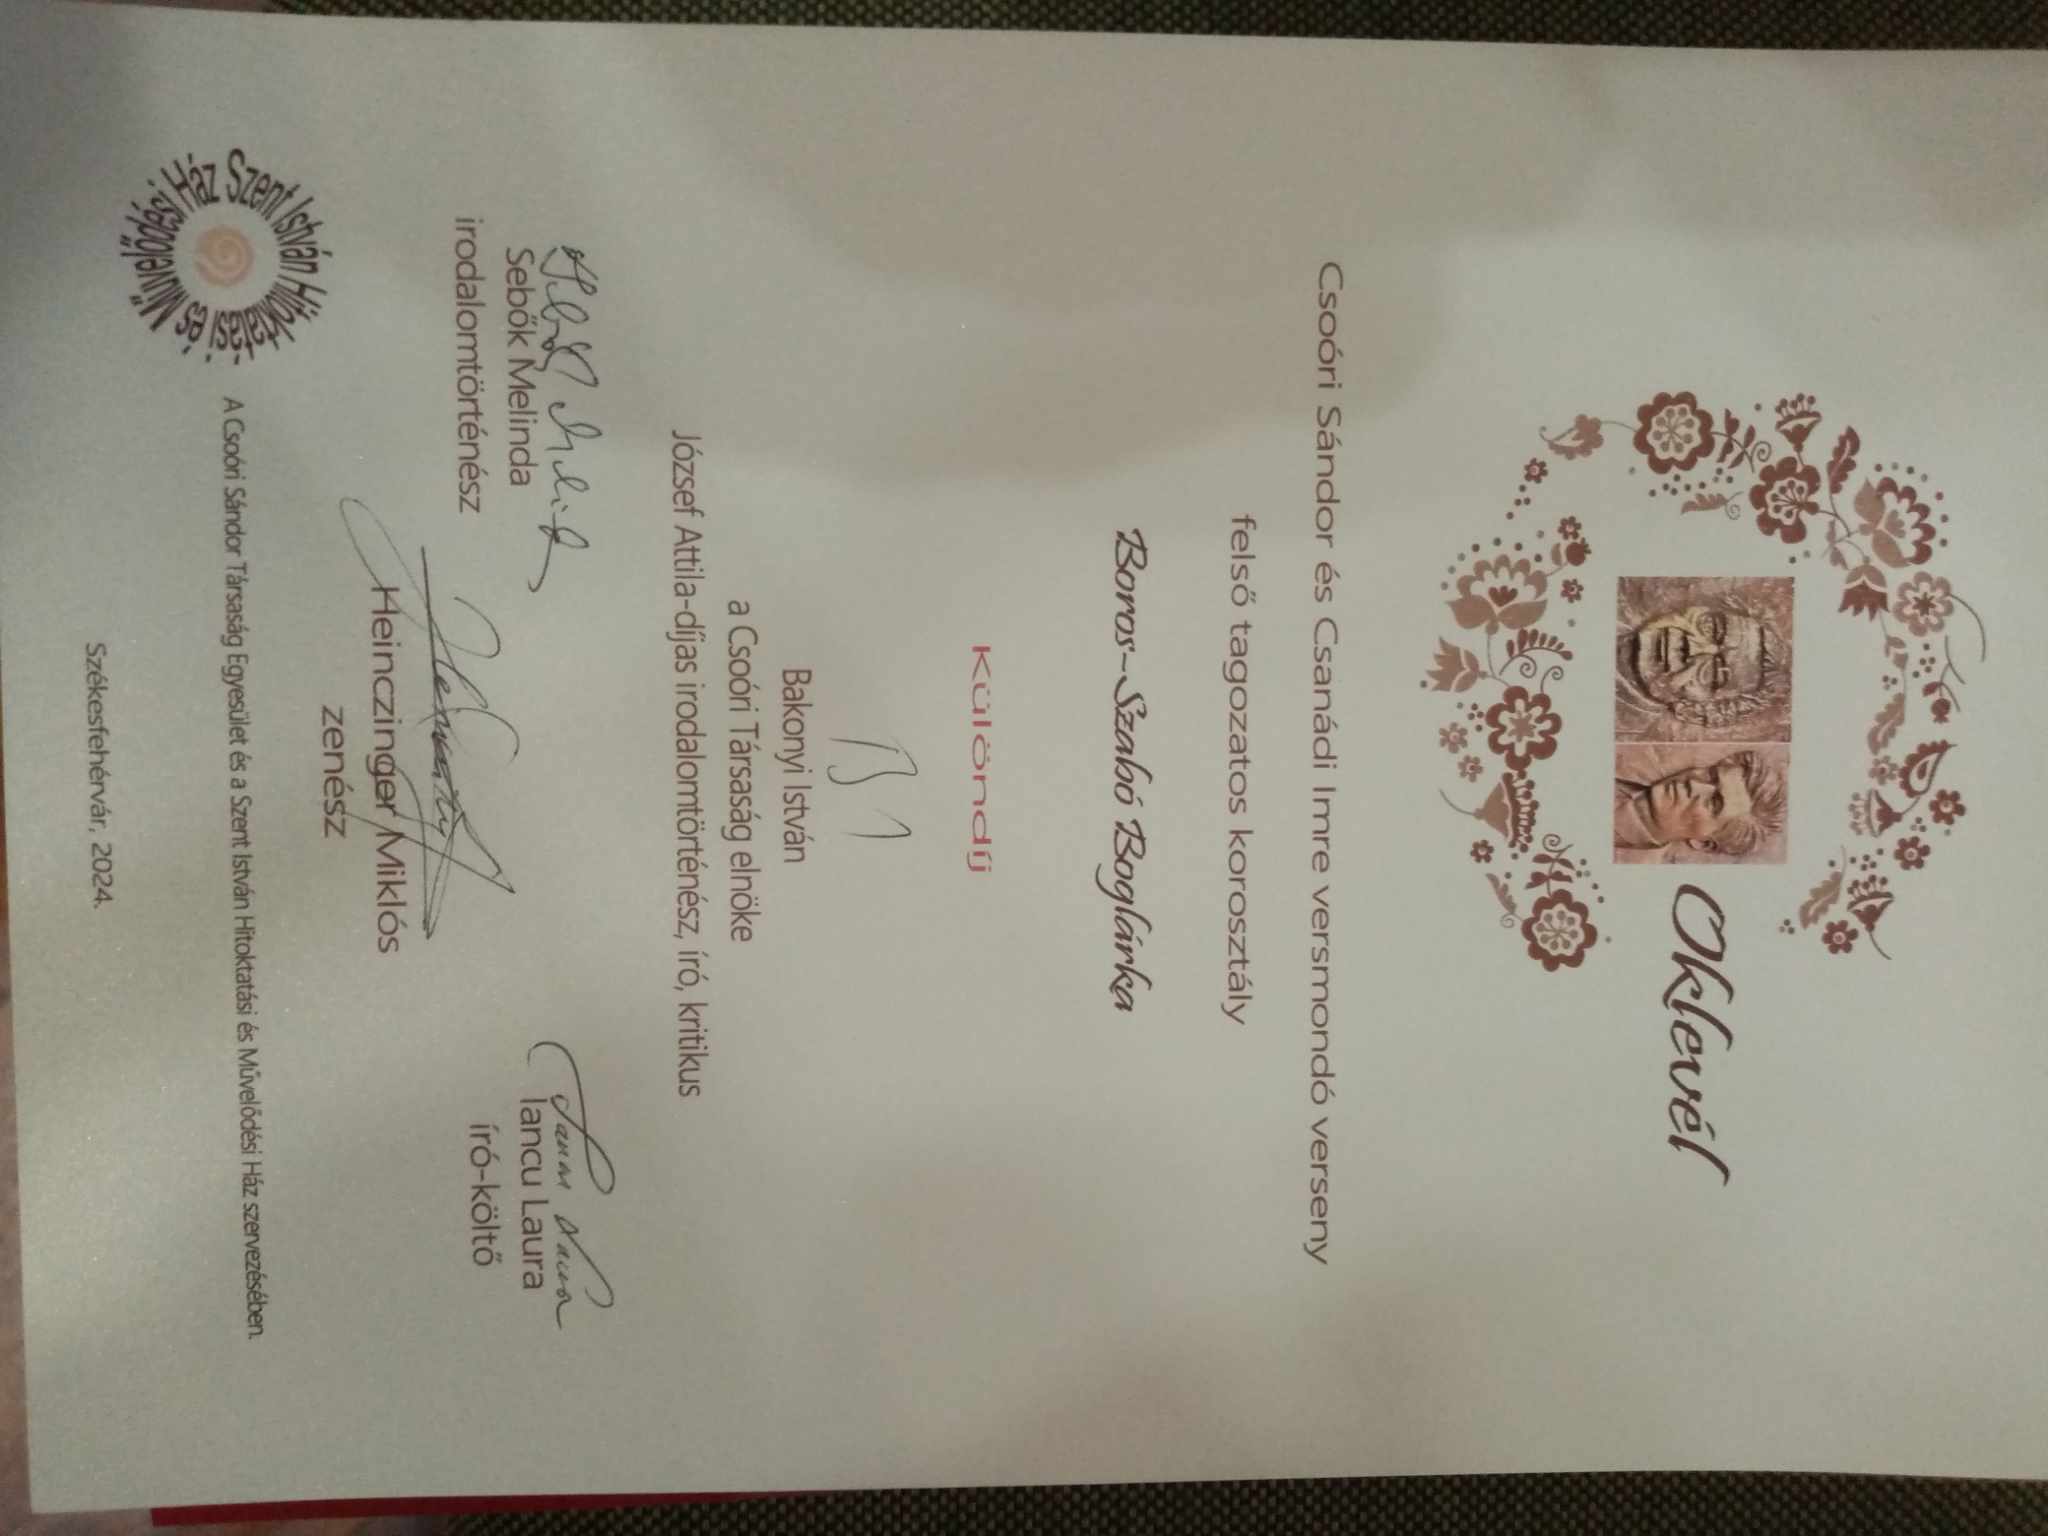 Oklevél
Csoóri Sándor és Csanádi Imre versmondó verseny
felső tagozatos korosztály
Boros-Szabó Boglárka
Különdíj
Bakonyi István
a Csoóri Társaság elnöke
József Attila-díjas irodalomtörténész, író, kritikus
Sebők Melinda
irodalomtörténész
Iancu Laura
író-költő
Heinczinger Miklós
zenész
Szent István Hitoktatási és Művelődési Ház
A Csoóri Sándor Társaság Egyesület és a Szent István Hitoktatási és Művelődési Ház szervezésében.
Székesfehérvár, 2024.